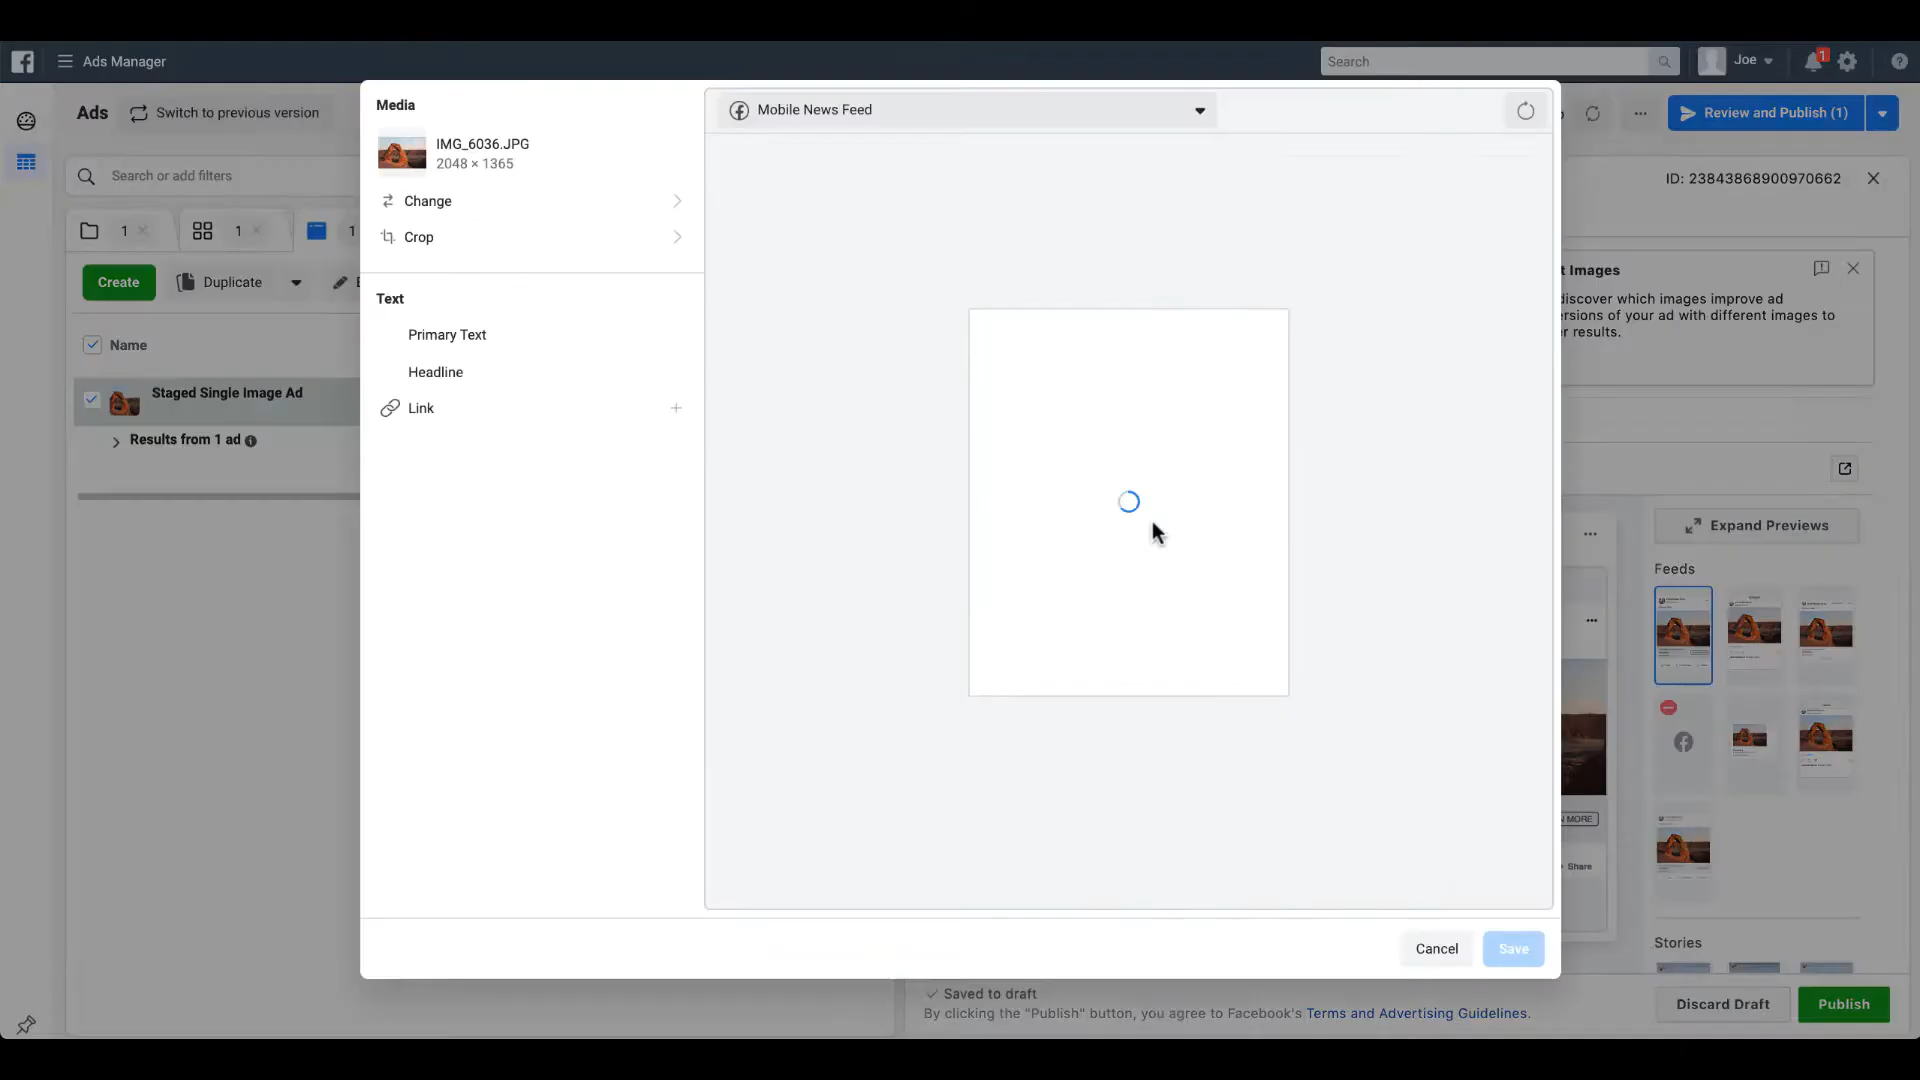 Ads Manager
Search
Joe
1
Ads
Switch to previous version
Review and Publish (1)
Search or add filters
1
1
1
Create
Duplicate
E
Name
Staged Single Image Ad
Results from 1 ad
Media
IMG_6036.JPG
2048 × 1365
Change
Crop
Text
Primary Text
Headline
Link
Mobile News Feed
Cancel
Save
ID: 23843868900970662
t Images
discover which images improve ad
rsions of your ad with different images to
r results.
Expand Previews
Feeds
N MORE
Share
Stories
Saved to draft
By clicking the "Publish" button, you agree to Facebook's Terms and Advertising Guidelines.
Discard Draft
Publish